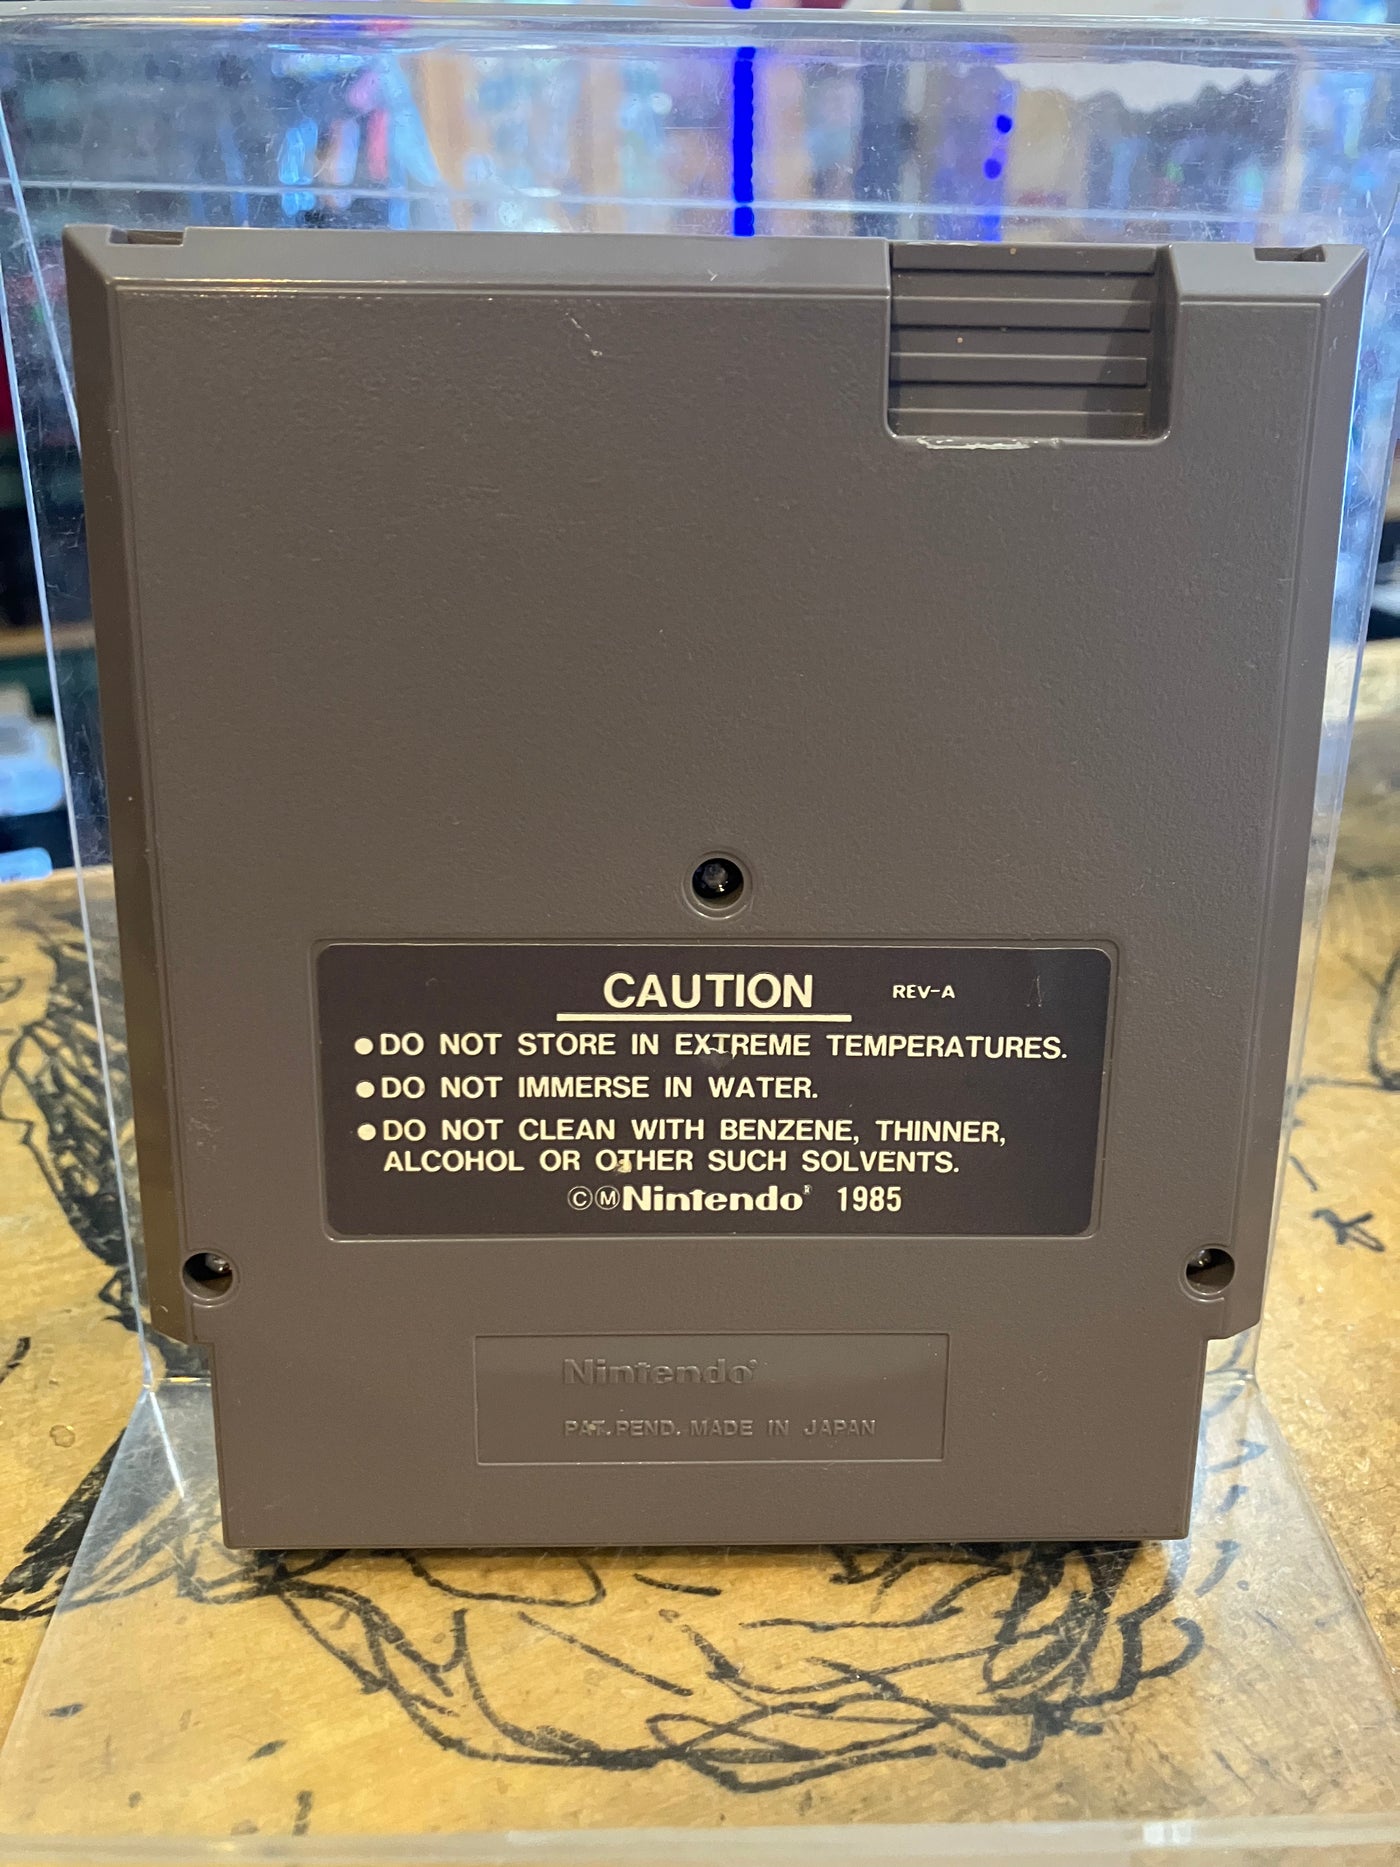 CAUTION REV-A
●DO NOT STORE IN EXTREME TEMPERATURES.
●DO NOT IMMERSE IN WATER.
●DO NOT CLEAN WITH BENZENE, THINNER,
ALCOHOL OR OTHER SUCH SOLVENTS.
©ⓂNintendo® 1985
Nintendo®
PAT. PEND. MADE IN JAPAN